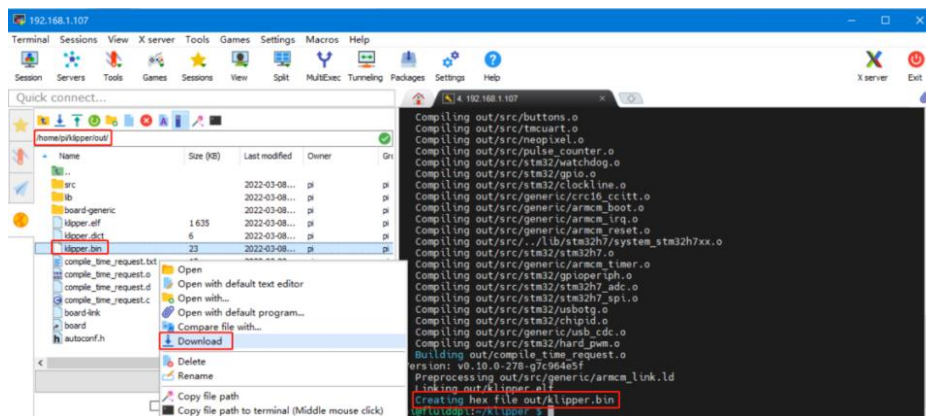 192.168.1.107
Terminal Sessions View X server Tools Games Settings Macros Help
Session Servers Tools Games Sessions View Split MultiExec Tunneling Packages Settings Help X server Exit
Quick connect...
4. 192.168.1.107
/home/pi/klipper/out/
Name Size (KB) Last modified Owner Gr
..
src 2022-03-08... pi pi
lib 2022-03-08... pi pi
board-generic 2022-03-08... pi pi
klipper.elf 1 635 2022-03-08... pi pi
klipper.dict 6 2022-03-08... pi pi
klipper.bin 23 2022-03-08... pi pi
compile_time_request.txt
compile_time_request.o
compile_time_request.d
compile_time_request.c
board-link
board
autoconf.h
Open
Open with default text editor
Open with...
Open with default program...
Compare file with...
Download
Delete
Rename
Copy file path
Copy file path to terminal (Middle mouse click)
Compiling out/src/buttons.o
Compiling out/src/tmcuart.o
Compiling out/src/neopixel.o
Compiling out/src/pulse_counter.o
Compiling out/src/stm32/watchdog.o
Compiling out/src/stm32/gpio.o
Compiling out/src/stm32/clockline.o
Compiling out/src/generic/crc16_ccitt.o
Compiling out/src/generic/armcm_boot.o
Compiling out/src/generic/armcm_irq.o
Compiling out/src/generic/armcm_reset.o
Compiling out/src/../lib/stm32h7/system_stm32h7xx.o
Compiling out/src/stm32/stm32h7.o
Compiling out/src/generic/armcm_timer.o
Compiling out/src/stm32/gpioperiph.o
Compiling out/src/stm32/stm32h7_adc.o
Compiling out/src/stm32/stm32h7_spi.o
Compiling out/src/stm32/usbotg.o
Compiling out/src/stm32/chipid.o
Compiling out/src/generic/usb_cdc.o
Compiling out/src/stm32/hard_pwm.o
Building out/compile_time_request.o
ersion: v0.10.0-278-g7c964e5f
Preprocessing out/src/generic/armcm_link.ld
Linking out/klipper.elf
Creating hex file out/klipper.bin
i@fluiddpi:~/klipper $